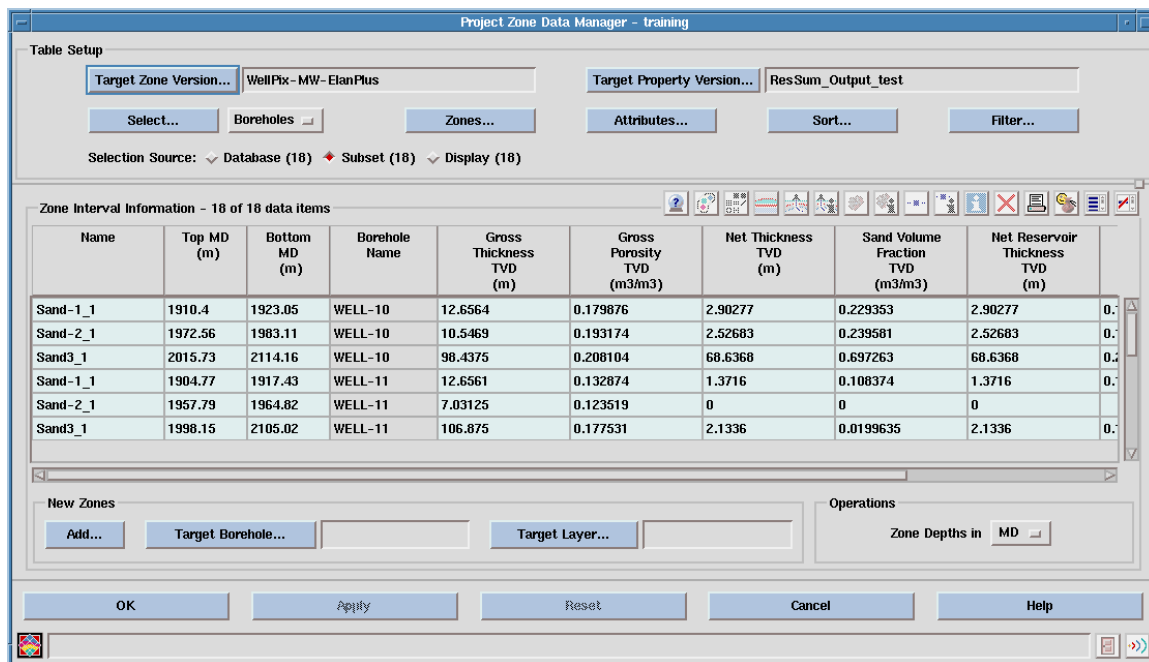 Project Zone Data Manager - training
Table Setup
Target Zone Version... WellPix-MW-ElanPlus Target Property Version... ResSum_Output_test
Select... Boreholes Zones... Attributes... Sort... Filter...
Selection Source: Database (18) Subset (18) Display (18)
Zone Interval Information - 18 of 18 data items
Name Top MD Bottom Borehole Gross Gross Net Thickness Sand Volume Net Reservoir
(m) MD Name Thickness Porosity TVD Fraction Thickness
(m) TVD TVD (m) TVD TVD
(m) (m3/m3) (m3/m3) (m)
Sand-1_1 1910.4 1923.05 WELL-10 12.6564 0.179876 2.90277 0.229353 2.90277
Sand-2_1 1972.56 1983.11 WELL-10 10.5469 0.193174 2.52683 0.239581 2.52683
Sand3_1 2015.73 2114.16 WELL-10 98.4375 0.208104 68.6368 0.697263 68.6368
Sand-1_1 1904.77 1917.43 WELL-11 12.6561 0.132874 1.3716 0.108374 1.3716
Sand-2_1 1957.79 1964.82 WELL-11 7.03125 0.123519 0 0 0
Sand3_1 1998.15 2105.02 WELL-11 106.875 0.177531 2.1336 0.0199635 2.1336
New Zones Operations
Add... Target Borehole... Target Layer... Zone Depths in MD
OK Apply Reset Cancel Help